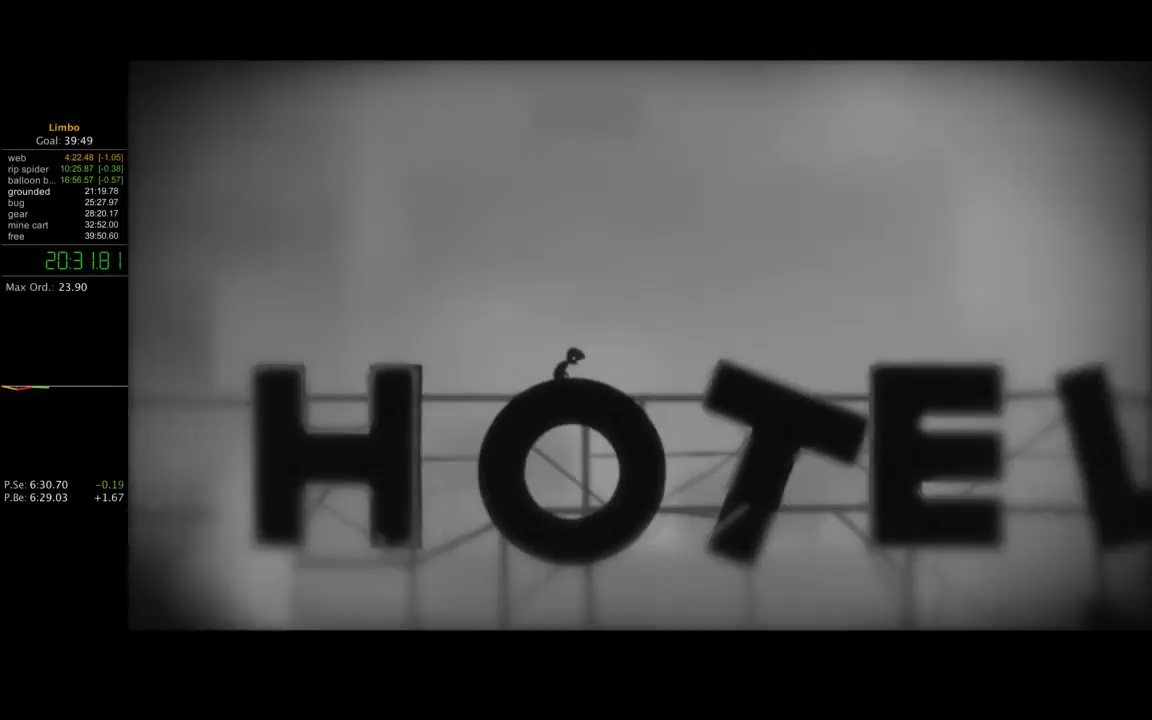 Limbo
Goal: 39:49
web 4:22.48 [-1.05]
rip spider 10:25.87 [-0.38]
balloon b... 16:56.57 [-0.57]
grounded 21:19.78
bug 25:27.97
gear 28:20.17
mine cart 32:52.00
free 39:50.60
20:31.81
Max Ord.: 23.90
HOTEL
P.Se: 6:30.70 -0.19
P.Be: 6:29.03 +1.67